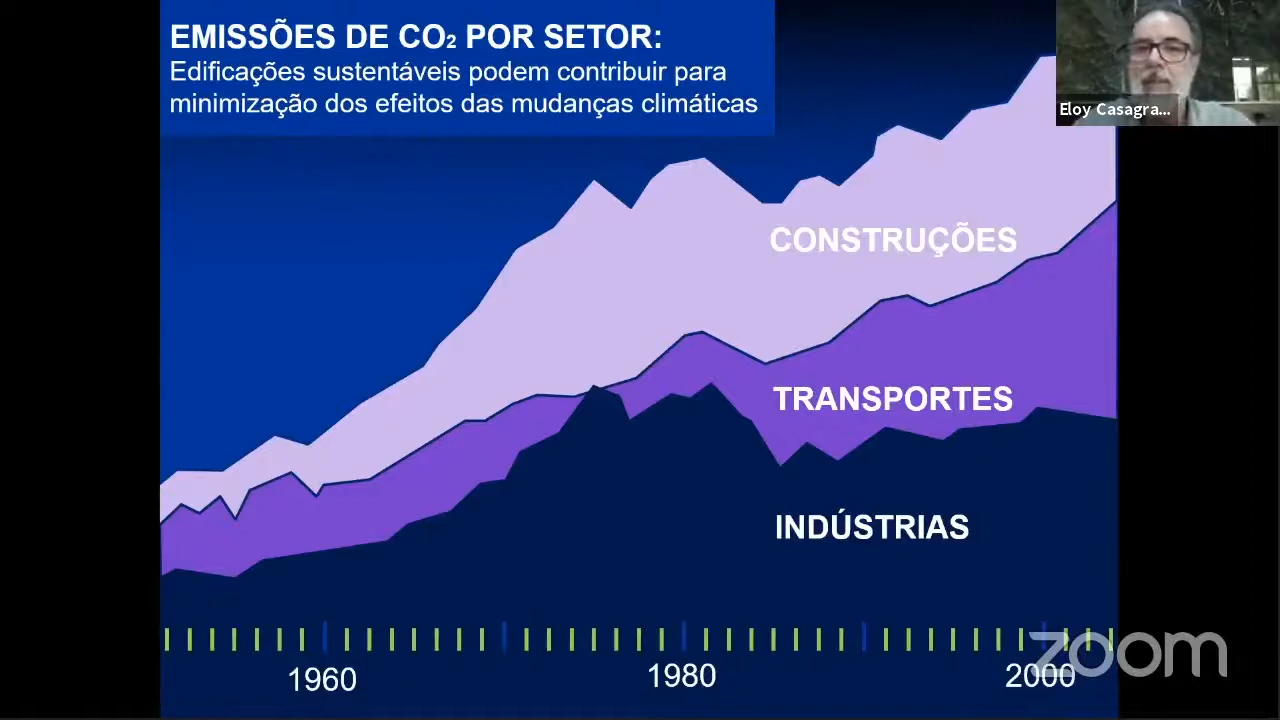 EMISSÕES DE CO₂ POR SETOR:
Edificações sustentáveis podem contribuir para
minimização dos efeitos das mudanças climáticas
Eloy Casagra...
CONSTRUÇÕES
TRANSPORTES
INDÚSTRIAS
1960
1980
2000
zoom